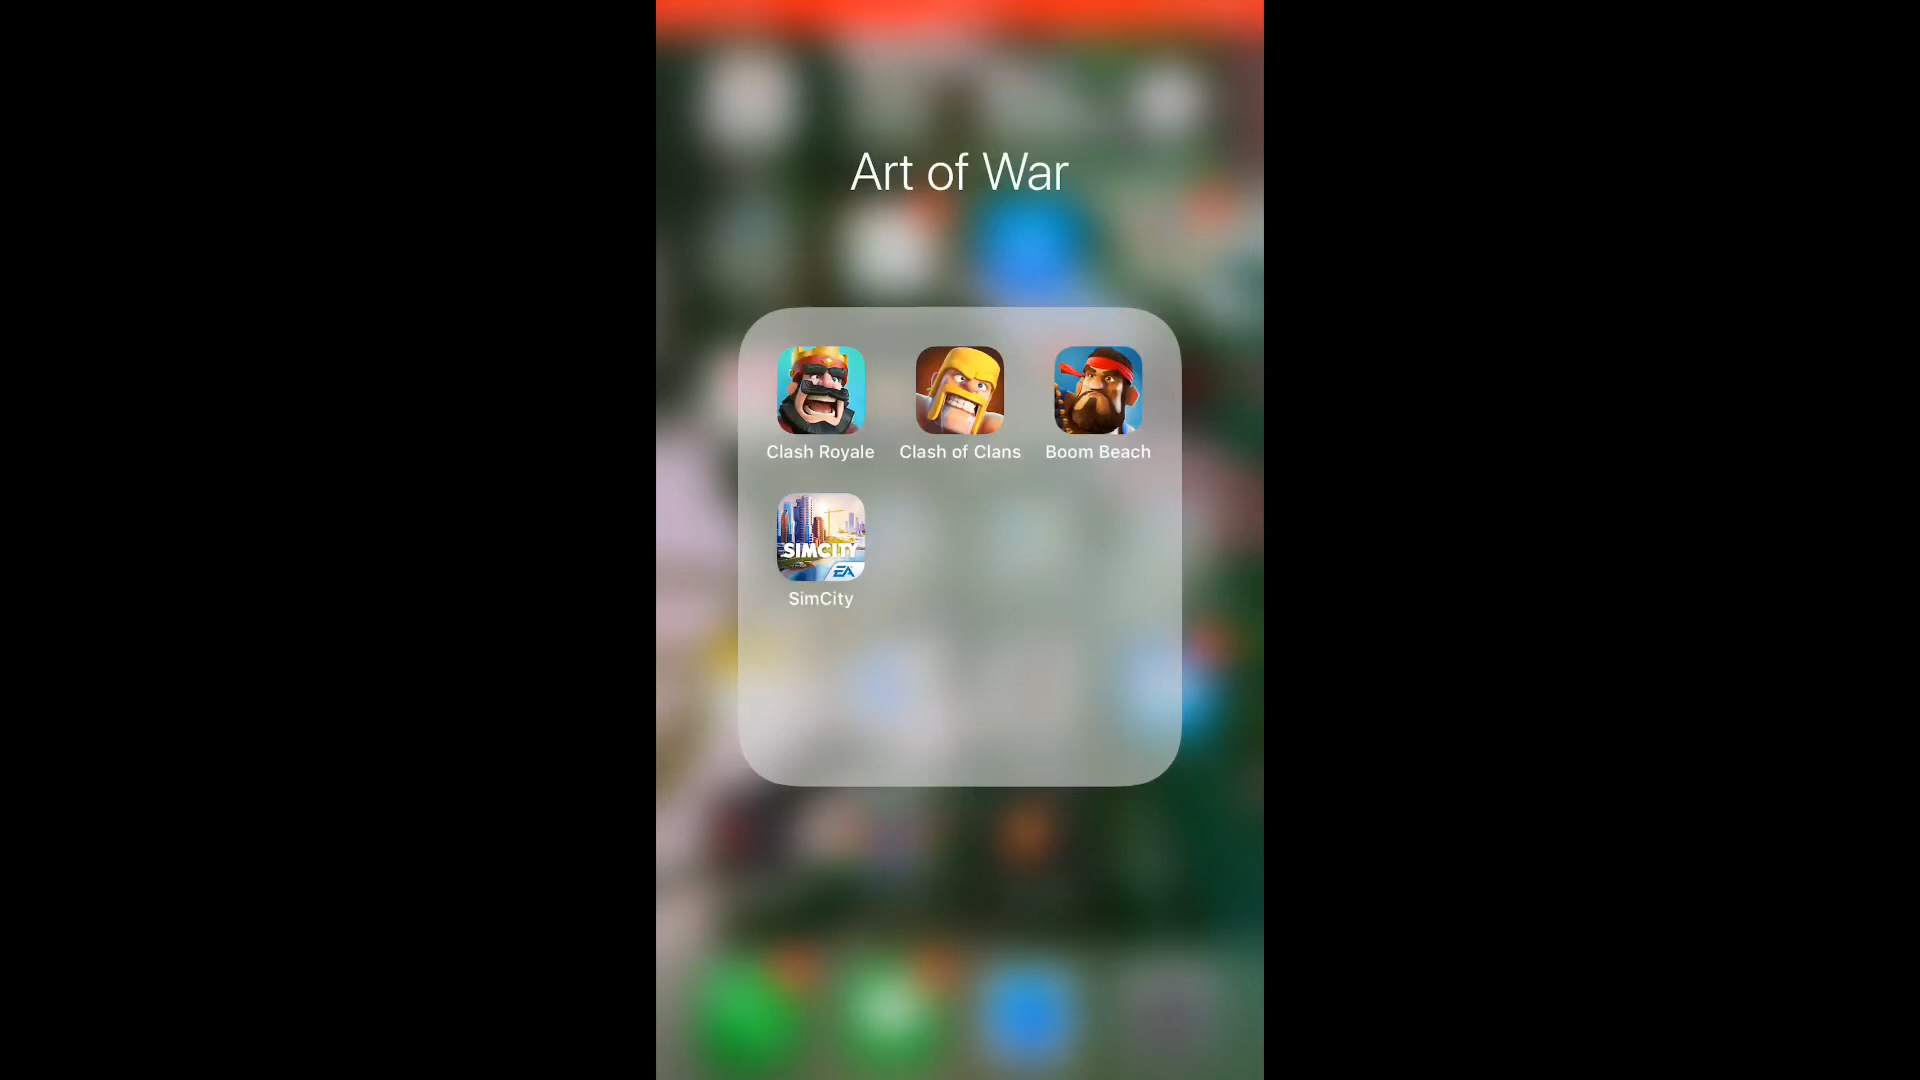 Art of War
Clash Royale
Clash of Clans
Boom Beach
SIMCITY
EA
SimCity